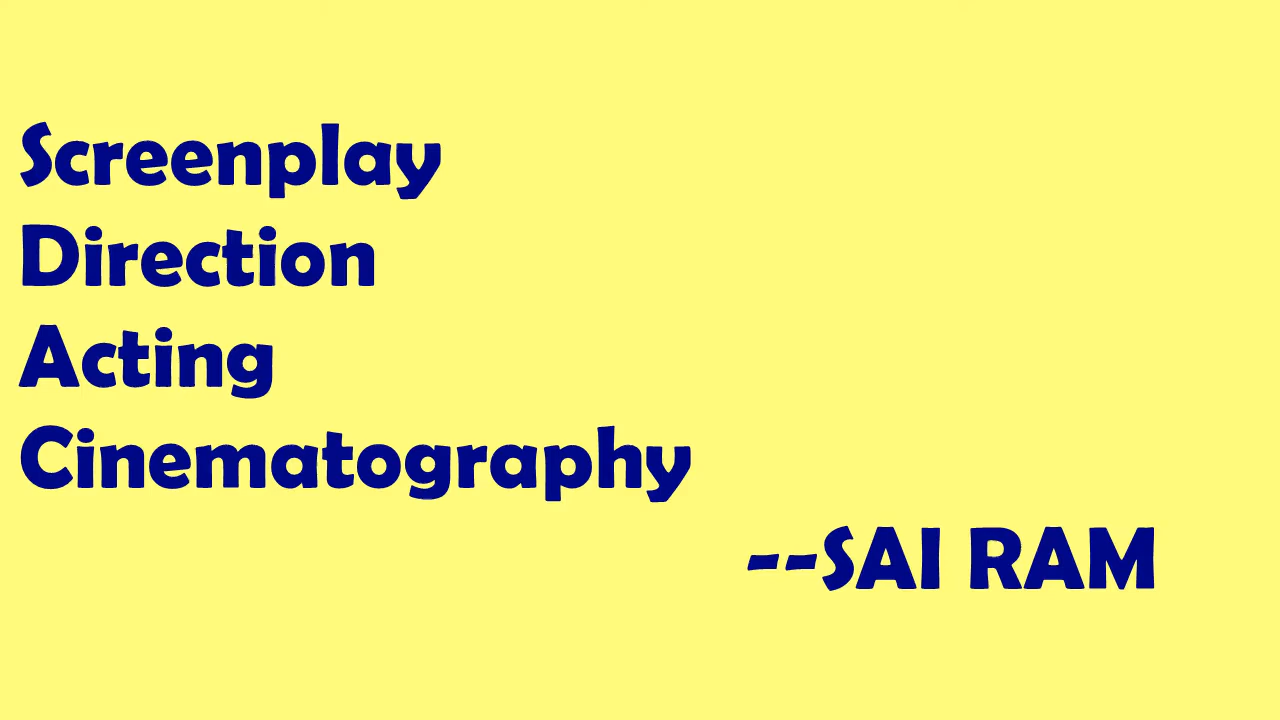 Screenplay
Direction
Acting
Cinematography
--SAI RAM